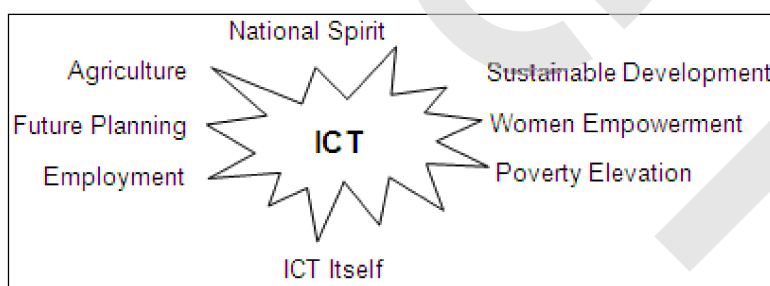 National Spirit
Agriculture
Sustainable Development
Future Planning
ICT
Women Empowerment
Employment
Poverty Elevation
ICT Itself